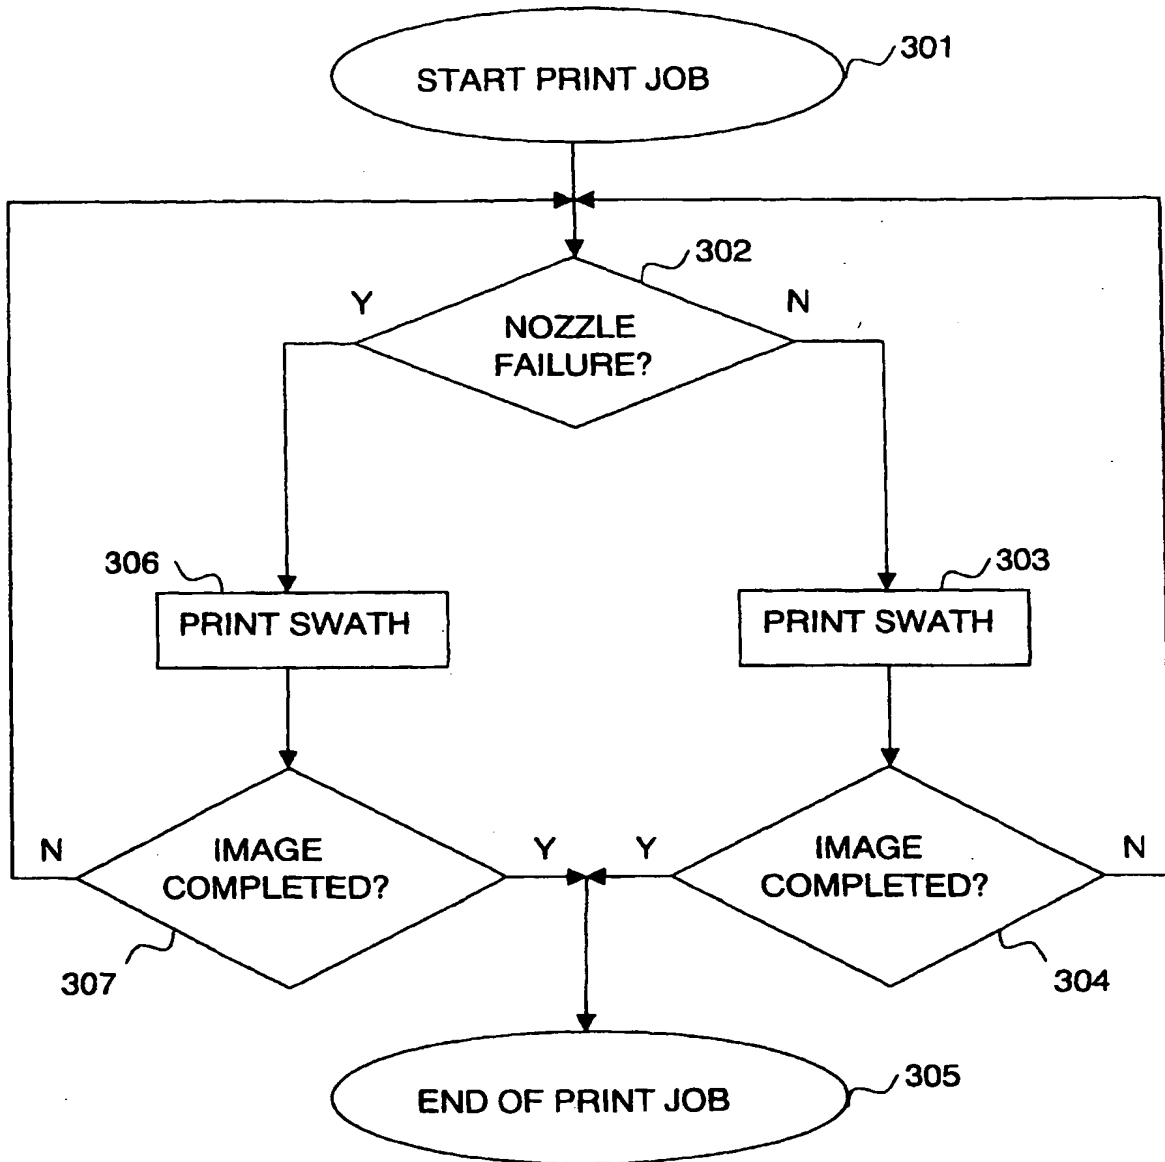 START PRINT JOB
301
302
Y
N
NOZZLE
FAILURE?
306
303
PRINT SWATH
PRINT SWATH
N
IMAGE
COMPLETED?
Y
Y
IMAGE
COMPLETED?
N
307
304
END OF PRINT JOB
305